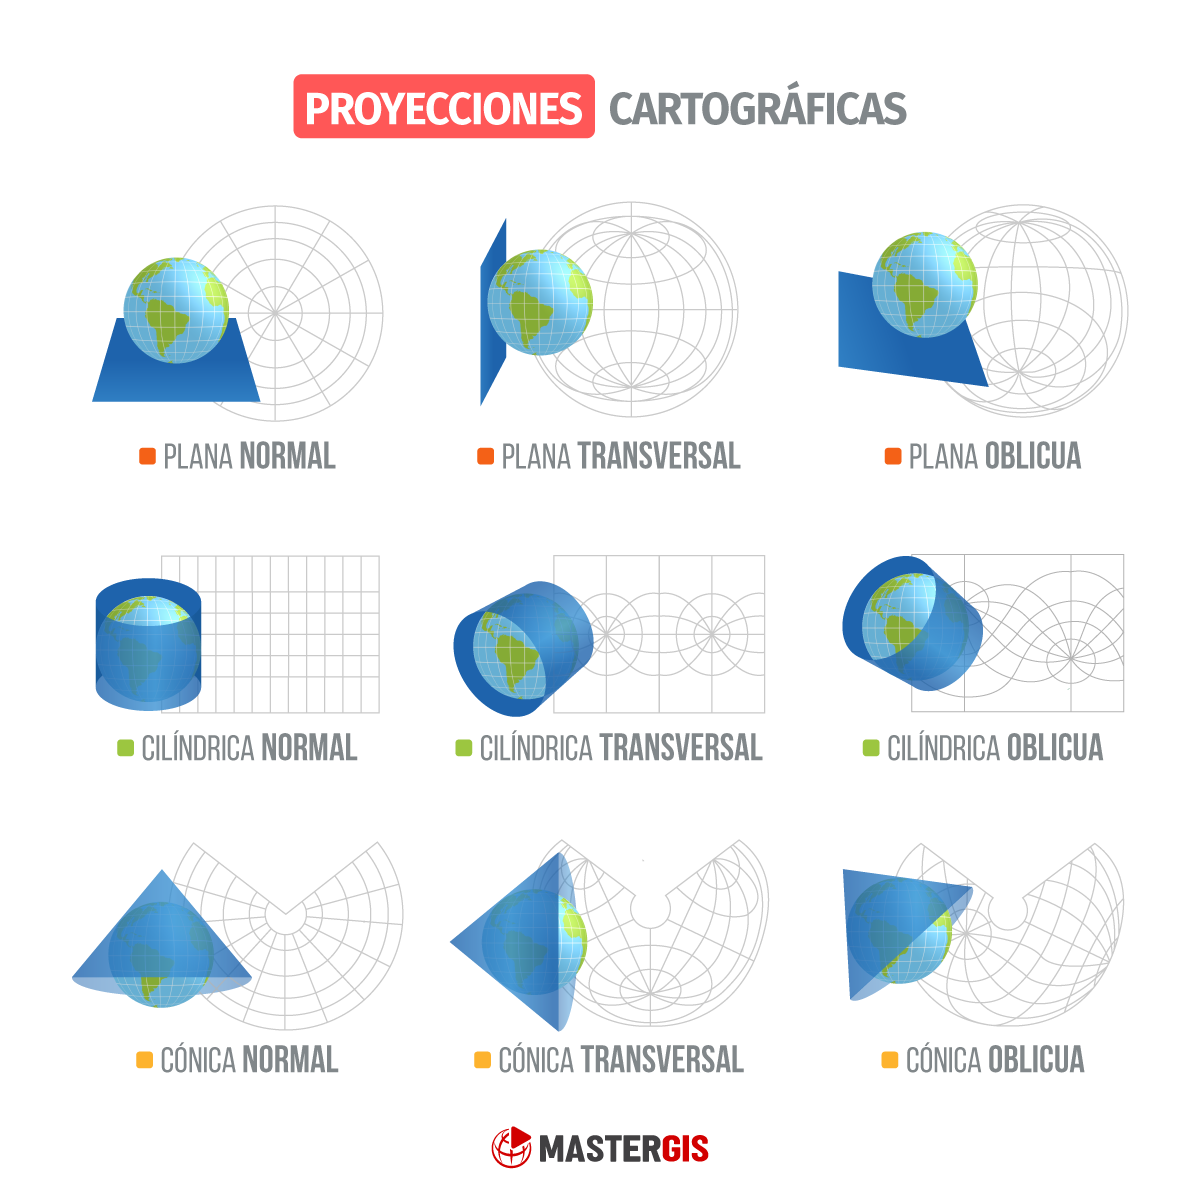 PROYECCIONES CARTOGRÁFICAS
PLANA NORMAL
PLANA TRANSVERSAL
PLANA OBLICUA
CILÍNDRICA NORMAL
CILÍNDRICA TRANSVERSAL
CILÍNDRICA OBLICUA
CÓNICA NORMAL
CÓNICA TRANSVERSAL
CÓNICA OBLICUA
MASTERGIS